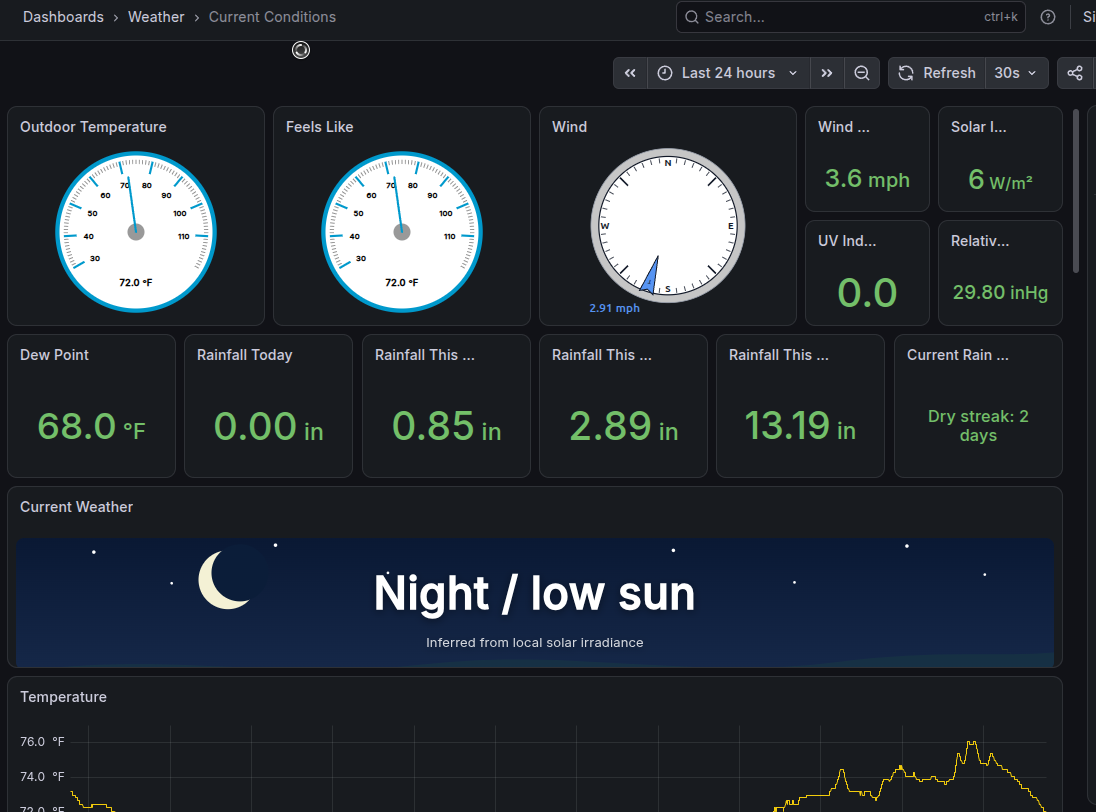 Dashboards › Weather › Current Conditions
Search...
ctrl+k
Si
Last 24 hours
Refresh
30s
Outdoor Temperature
30
40
50
60
70
80
90
100
110
72.0 °F
Feels Like
30
40
50
60
70
80
90
100
110
72.0 °F
Wind
N
W
E
S
2.91 mph
Wind ...
3.6 mph
Solar I...
6 W/m²
UV Ind...
0.0
Relativ...
29.80 inHg
Dew Point
68.0 °F
Rainfall Today
0.00 in
Rainfall This ...
0.85 in
Rainfall This ...
2.89 in
Rainfall This ...
13.19 in
Current Rain ...
Dry streak: 2
days
Current Weather
Night / low sun
Inferred from local solar irradiance
Temperature
76.0 °F
74.0 °F
72.0 °F